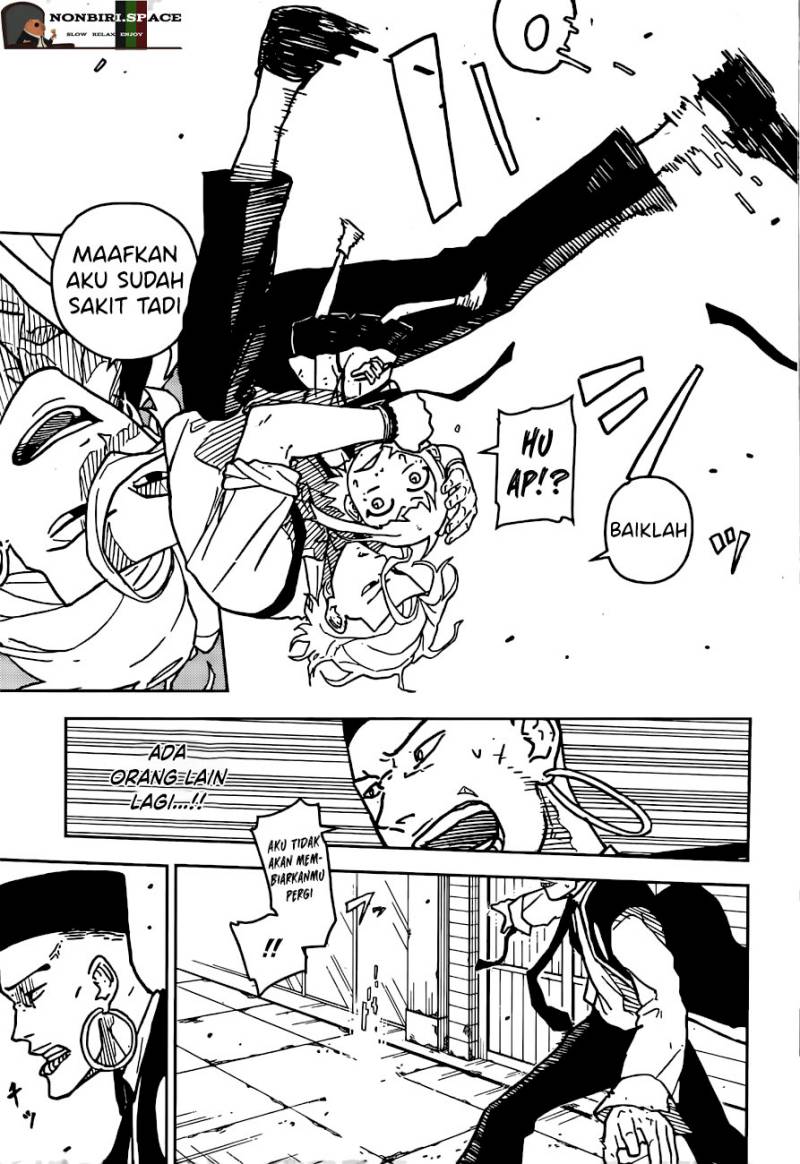 NONBIRI.SPACE
SLOW RELAX ENJOY
MAAFKAN
AKU SUDAH
SAKIT TADI
HU
AP!?
BAIKLAH
ADA
ORANG LAIN
LAGI...!!
AKU TIDAK
AKAN MEM-
BIARKANMU
PERGI
!!